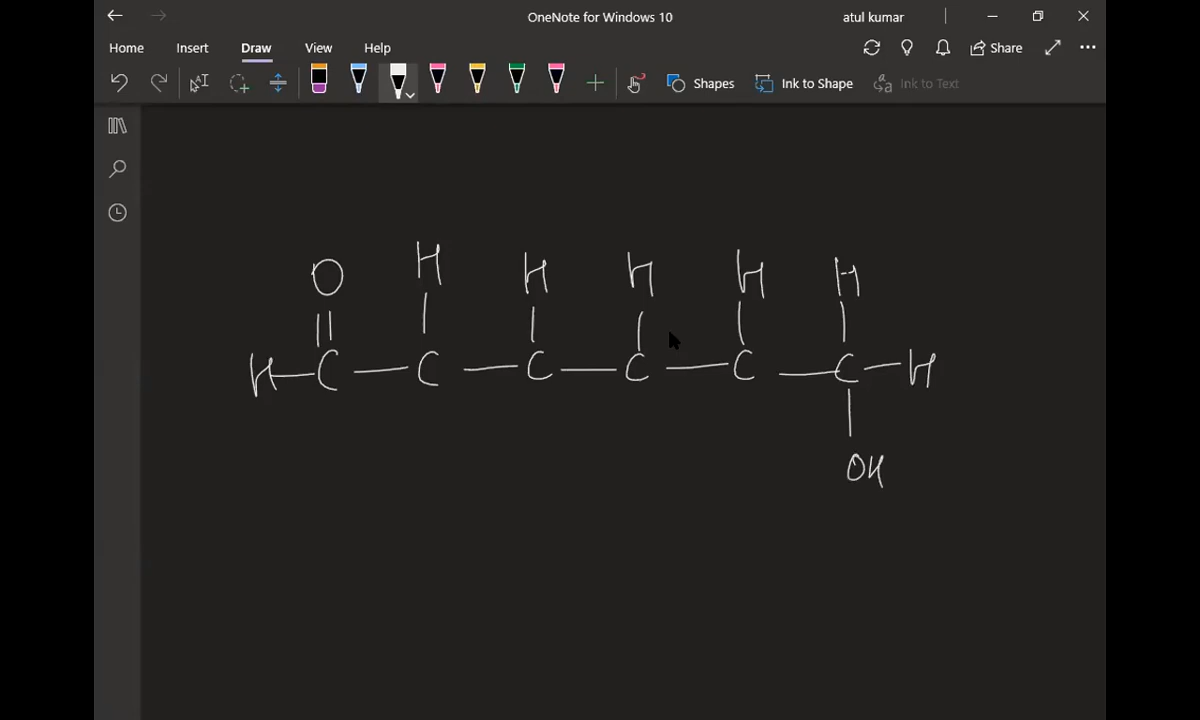 OneNote for Windows 10 atul kumar
Home Insert Draw View Help Share
Shapes Ink to Shape Ink to Text
O H H H H H
H C C C C C C H
OH